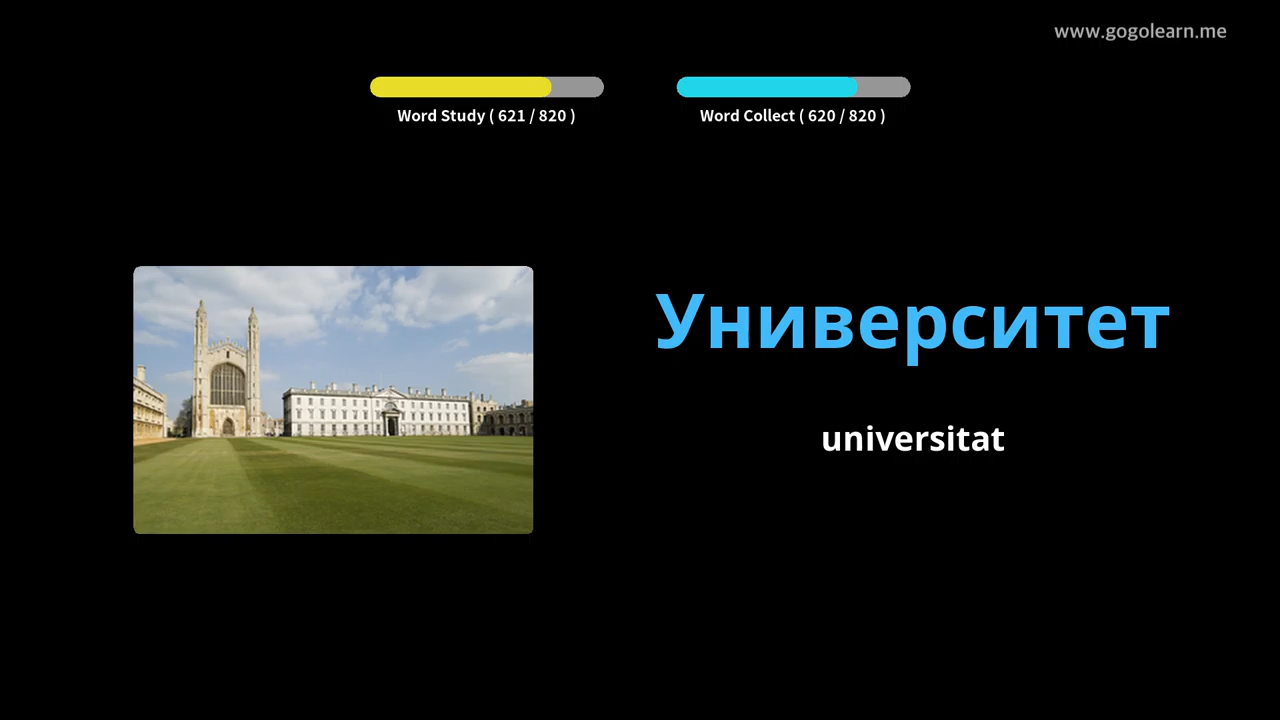 www.gogolearn.me
Word Study ( 621 / 820 )
Word Collect ( 620 / 820 )
Университет
universitat